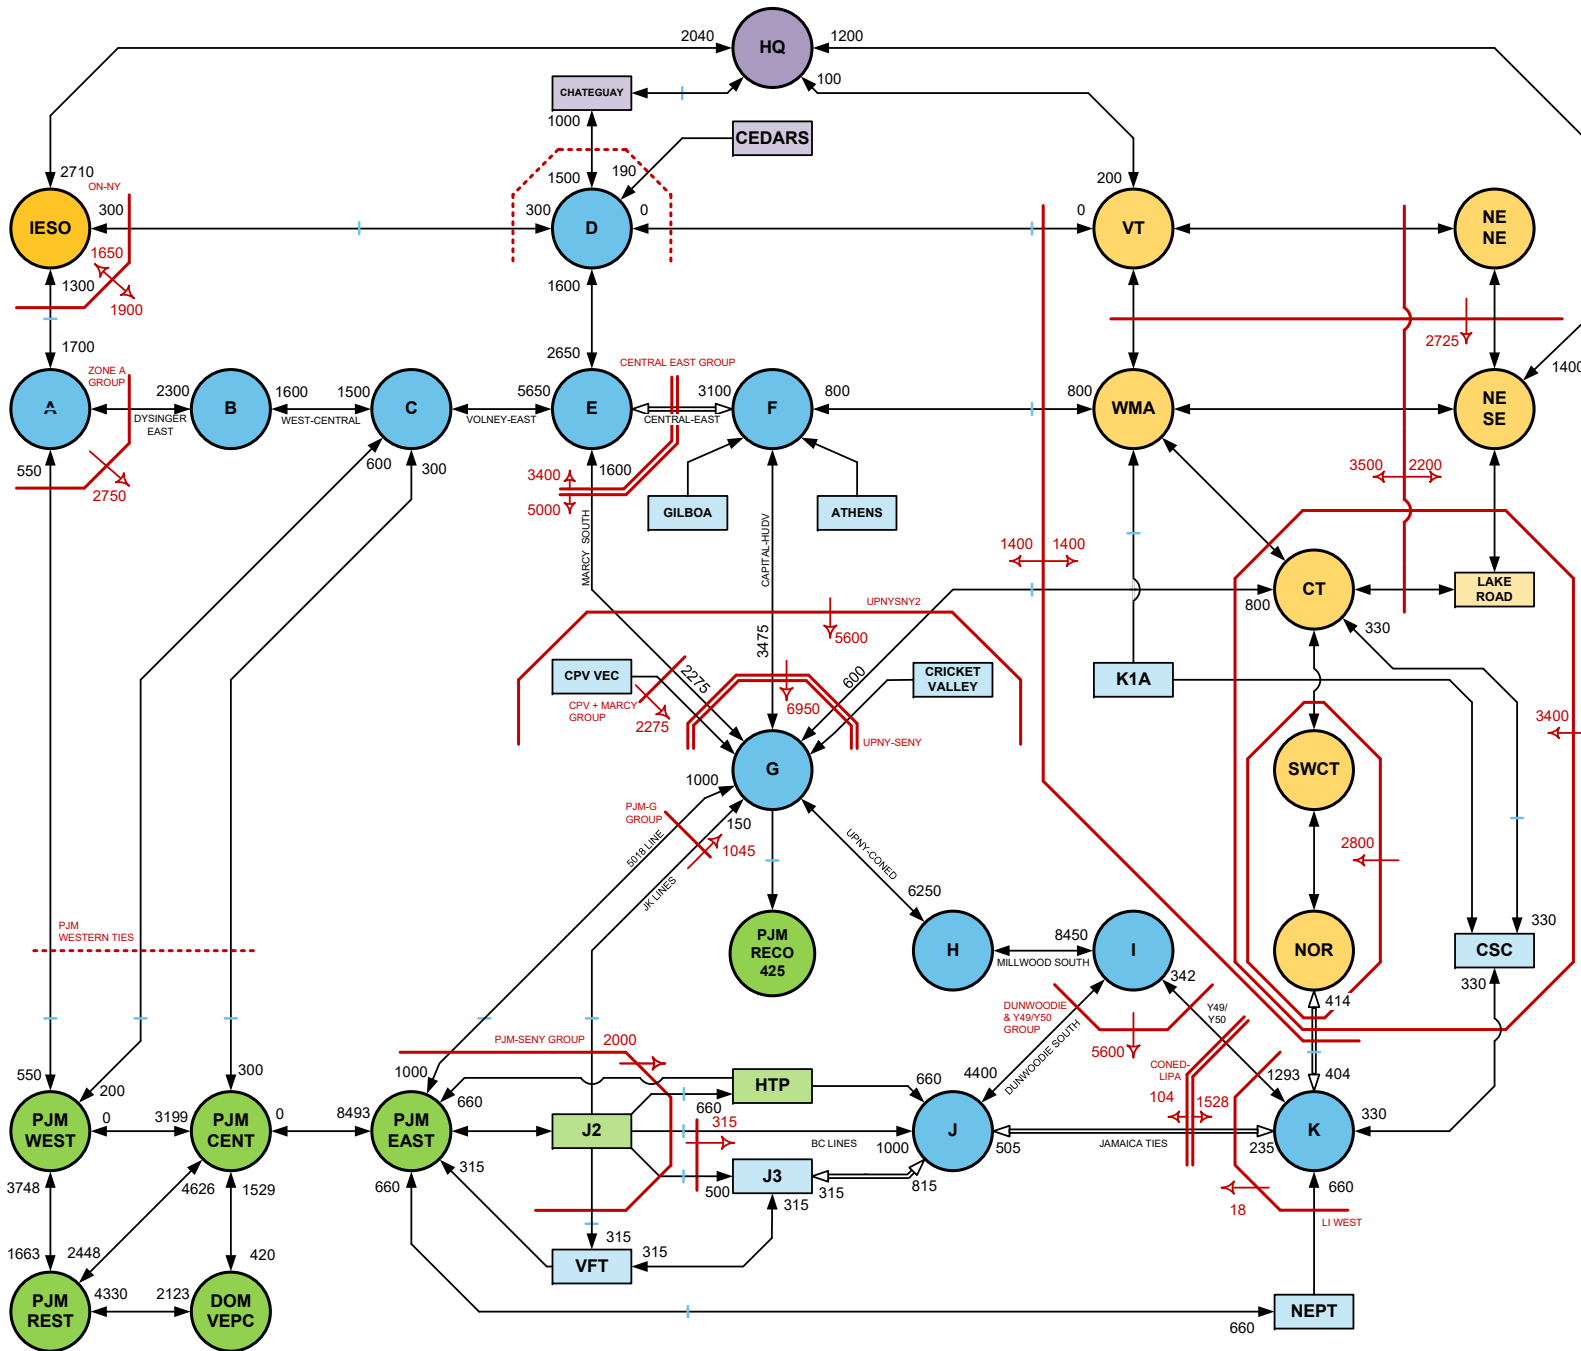 2040
HQ
1200
100
CHATEGUAY
1000
CEDARS
2710
ON-NY
1500
190
200
IESO
300
300
D
0
0
VT
NE
NE
1650
1300
1900
1600
2725
1700
ZONE A
GROUP
2650
CENTRAL EAST GROUP
1400
A
2300
DYSINGER
EAST
B
1600
WEST-CENTRAL
1500
C
5650
VOLNEY-EAST
E
3100
CENTRAL-EAST
F
800
800
WMA
NE
SE
550
2750
600
300
1600
3400
5000
3500
2200
GILBOA
ATHENS
MARCY SOUTH
CAPITAL-HUDV
1400
1400
CT
LAKE
ROAD
800
330
UPNYSNY2
5600
3475
CPV VEC
2275
600
CRICKET
VALLEY
K1A
CPV + MARCY
GROUP
2275
6950
UPNY-SENY
3400
G
SWCT
1000
PJM-G
GROUP
150
1045
5018 LINE
JK LINES
UPNY-CONED
2800
6250
PJM
RECO
425
H
8450
MILLWOOD SOUTH
I
NOR
330
CSC
PJM
WESTERN TIES
342
330
DUNWOODIE
& Y49/Y50
GROUP
Y49/
Y50
414
PJM-SENY GROUP
2000
5600
DUNWOODIE SOUTH
CONED-
LIPA
550
200
300
1000
660
HTP
660
660
4400
104
1528
1293
404
PJM
WEST
0
3199
PJM
CENT
0
8493
PJM
EAST
J2
315
BC LINES
1000
J
505
JAMAICA TIES
235
K
330
3748
4626
1529
315
660
500
J3
315
315
815
18
660
LI WEST
1663
2448
420
315
315
VFT
PJM
REST
4330
2123
DOM
VEPC
NEPT
660